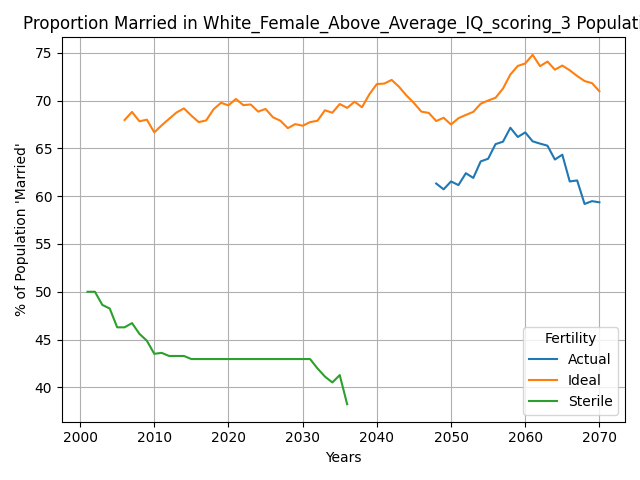 Proportion Married in White_Female_Above_Average_IQ_scoring_3 Populati
75
70
65
60
55
50
45
40
% of Population 'Married'
2000 2010 2020 2030 2040 2050 2060 2070
Years
Fertility
Actual
Ideal
Sterile